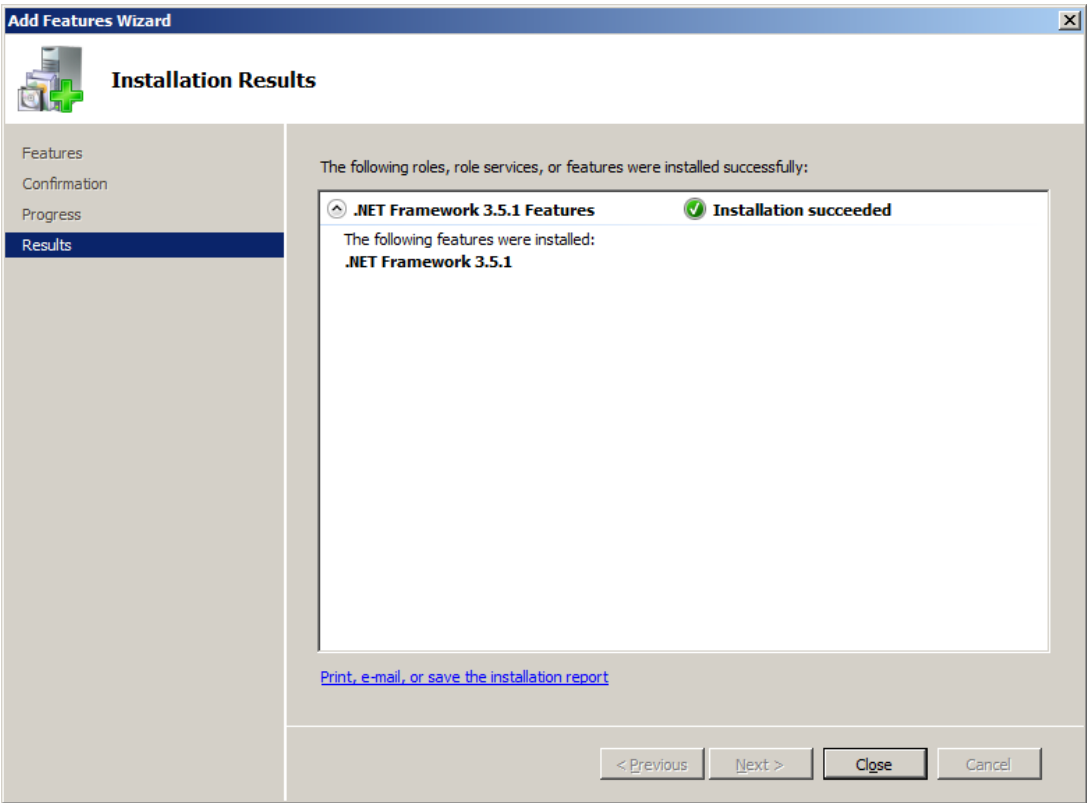 Add Features Wizard
Installation Results
Features
Confirmation
Progress
Results
The following roles, role services, or features were installed successfully:
.NET Framework 3.5.1 Features
Installation succeeded
The following features were installed:
.NET Framework 3.5.1
Print, e-mail, or save the installation report
< Previous
Next >
Close
Cancel